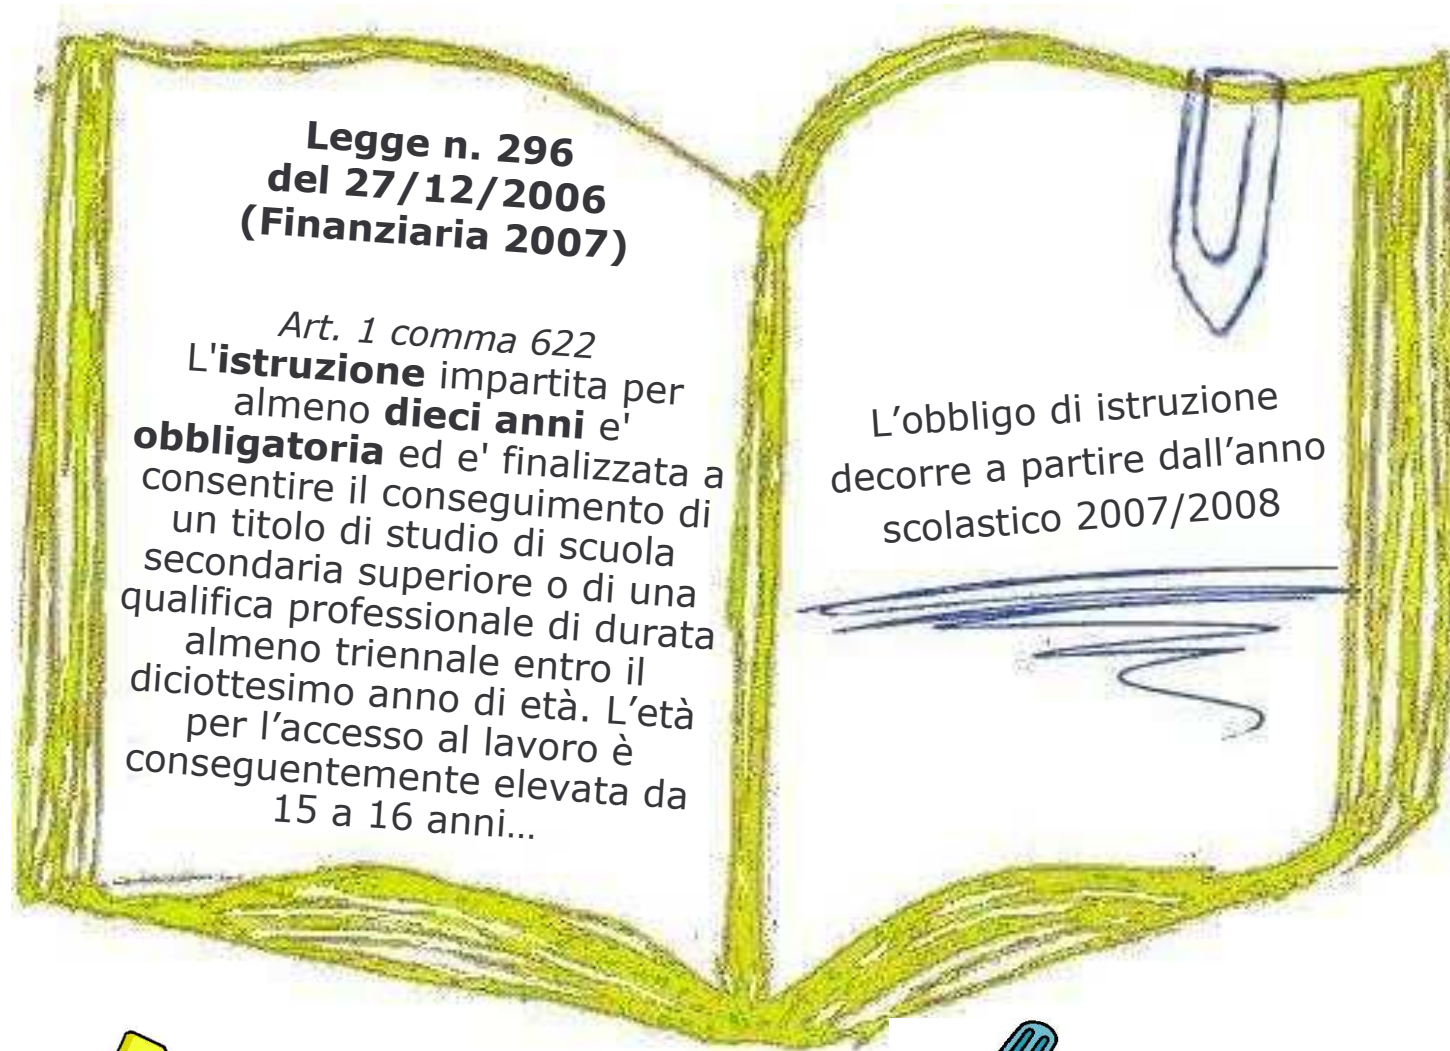 Legge n. 296
del 27/12/2006
(Finanziaria 2007)
Art. 1 comma 622
L'istruzione impartita per
almeno dieci anni e'
obbligatoria ed e' finalizzata a
consentire il conseguimento di
un titolo di studio di scuola
secondaria superiore o di una
qualifica professionale di durata
almeno triennale entro il
diciottesimo anno di età. L’età
per l’accesso al lavoro è
conseguentemente elevata da
15 a 16 anni…
L’obbligo di istruzione
decorre a partire dall’anno
scolastico 2007/2008